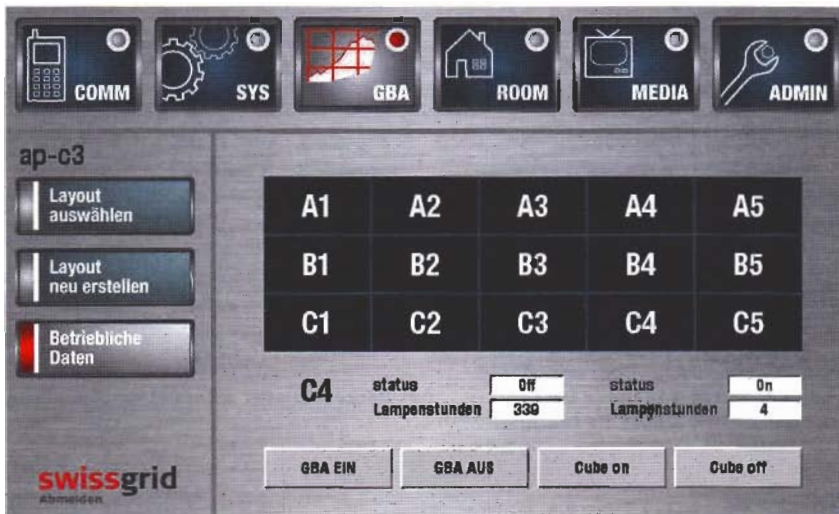 COMM SYS GBA ROOM MEDIA ADMIN
ap-c3
Layout
auswählen
Layout
neu erstellen
Betriebliche
Daten
A1 A2 A3 A4 A5
B1 B2 B3 B4 B5
C1 C2 C3 C4 C5
C4 status Off status On
Lampenstunden 339 Lampenstunden 4
GBA EIN GBA AUS Cube on Cube off
swissgrid
Abmelden